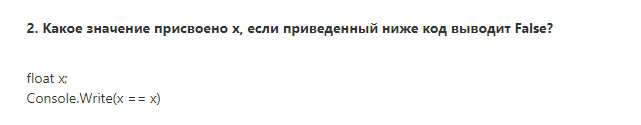 2. Какое значение присвоено x, если приведенный ниже код выводит False?
float x;
Console.Write(x == x)